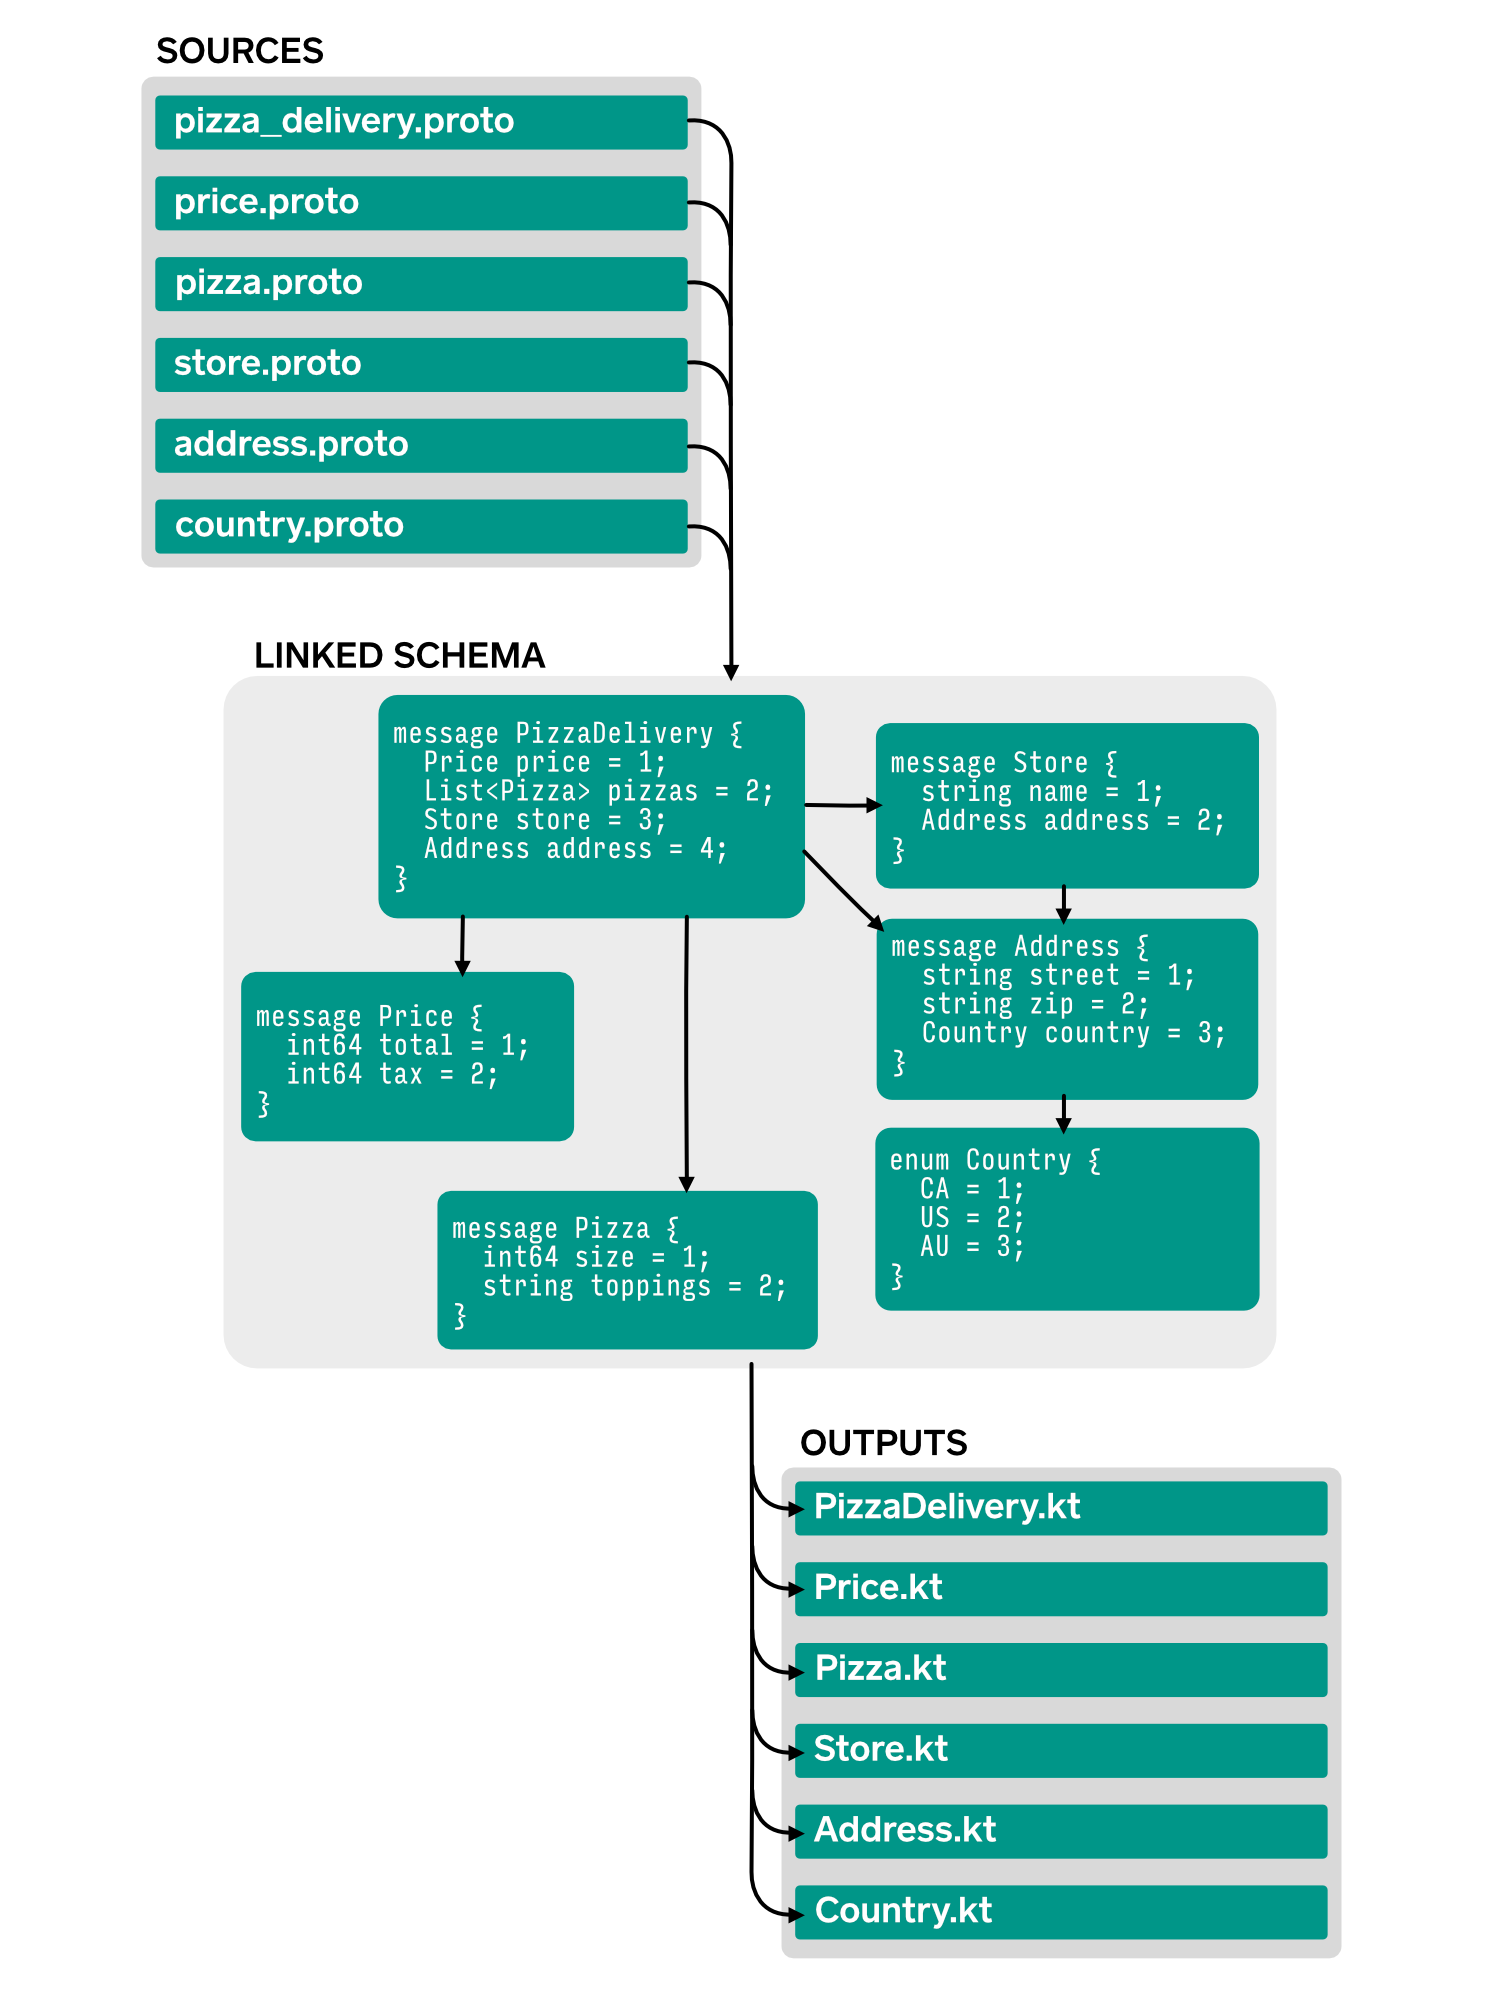 SOURCES
pizza_delivery.proto
price.proto
pizza.proto
store.proto
address.proto
country.proto
LINKED SCHEMA
message PizzaDelivery {
  Price price = 1;
  List<Pizza> pizzas = 2;
  Store store = 3;
  Address address = 4;
}
message Store {
  string name = 1;
  Address address = 2;
}
message Address {
  string street = 1;
  string zip = 2;
  Country country = 3;
}
message Price {
  int64 total = 1;
  int64 tax = 2;
}
enum Country {
  CA = 1;
  US = 2;
  AU = 3;
}
message Pizza {
  int64 size = 1;
  string toppings = 2;
}
OUTPUTS
PizzaDelivery.kt
Price.kt
Pizza.kt
Store.kt
Address.kt
Country.kt